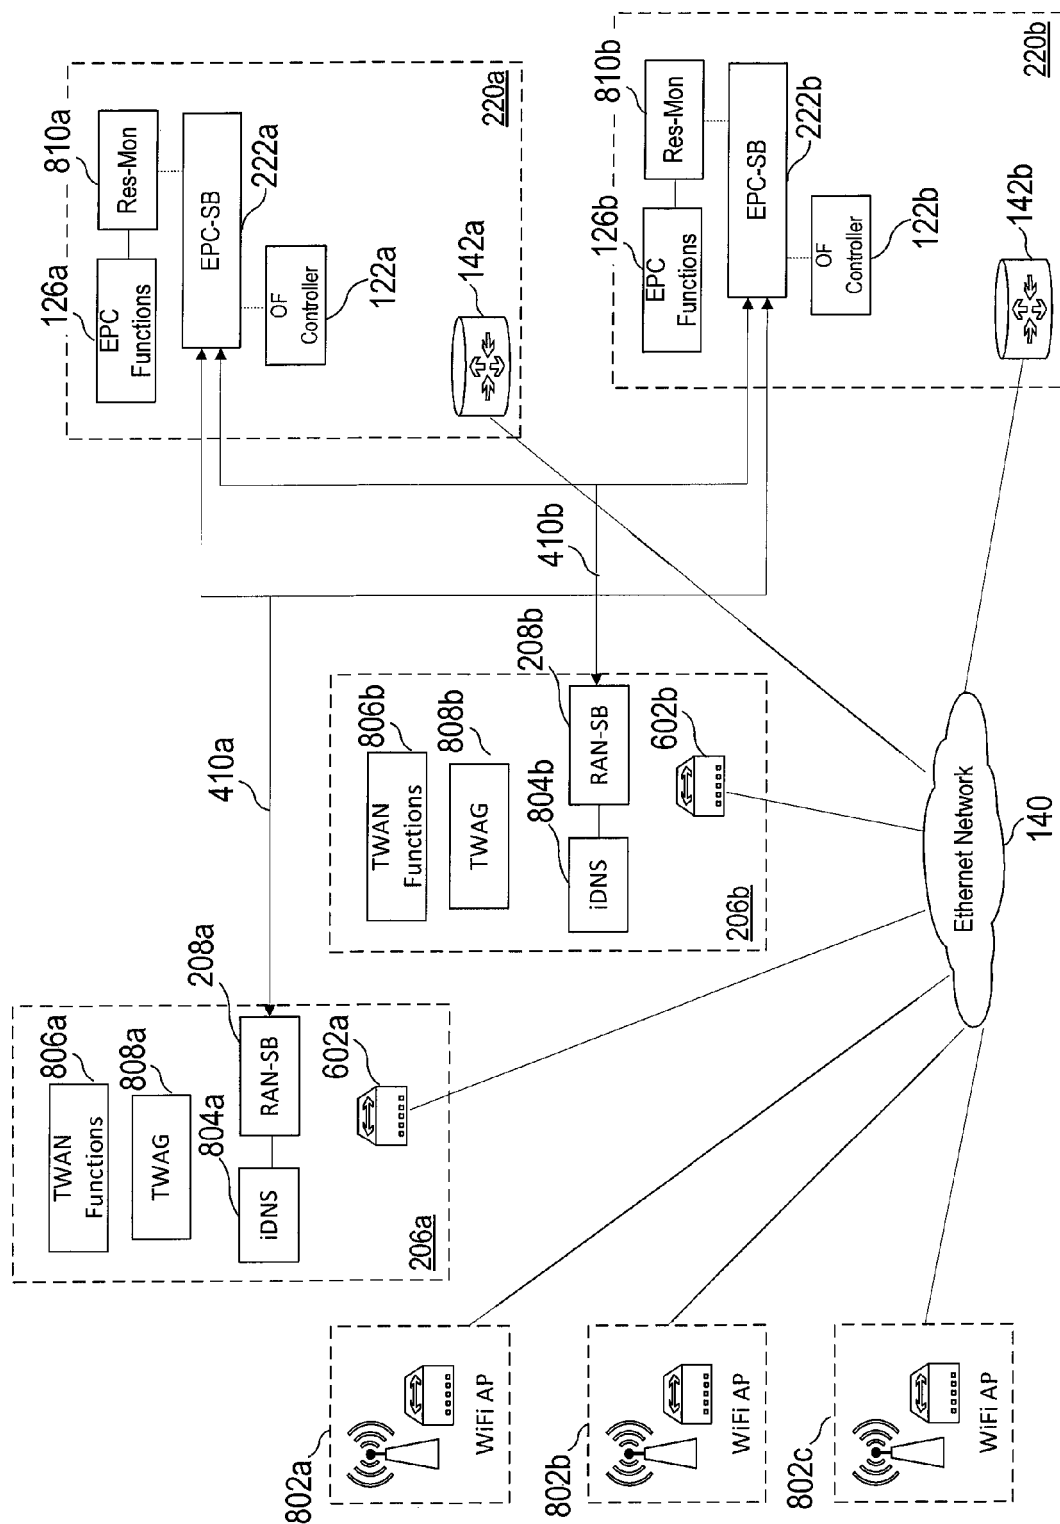 802a
WiFi AP
802b
WiFi AP
802c
WiFi AP
806a
TWAN
Functions
808a
TWAG
804a
iDNS
208a
RAN-SB
602a
206a
410a
806b
TWAN
Functions
808b
TWAG
804b
iDNS
208b
RAN-SB
602b
206b
410b
126a
EPC
Functions
810a
Res-Mon
EPC-SB
222a
OF
Controller
122a
142a
220a
126b
EPC
Functions
810b
Res-Mon
EPC-SB
222b
OF
Controller
122b
142b
220b
Ethernet Network
140